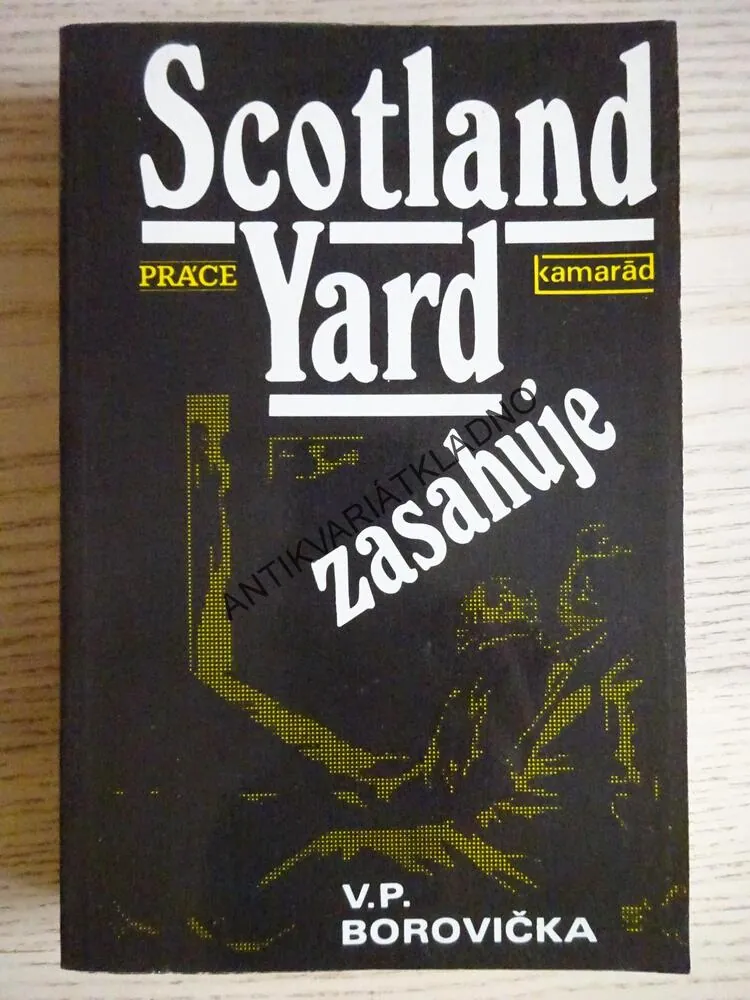 Scotland
Yard
PRÁCE
kamarád
zasahuje
ANTIKVARIÁTKLADNO
V.P.
BOROVIČKA